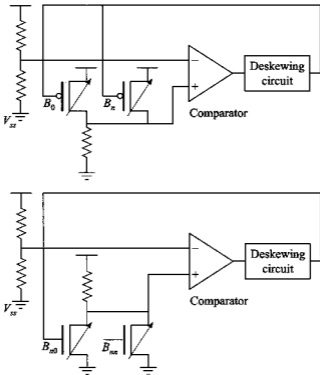 Deskewing
circuit
B0
Bn
Comparator
Vss
Deskewing
circuit
Comparator
Vss
Bn0
Bnn